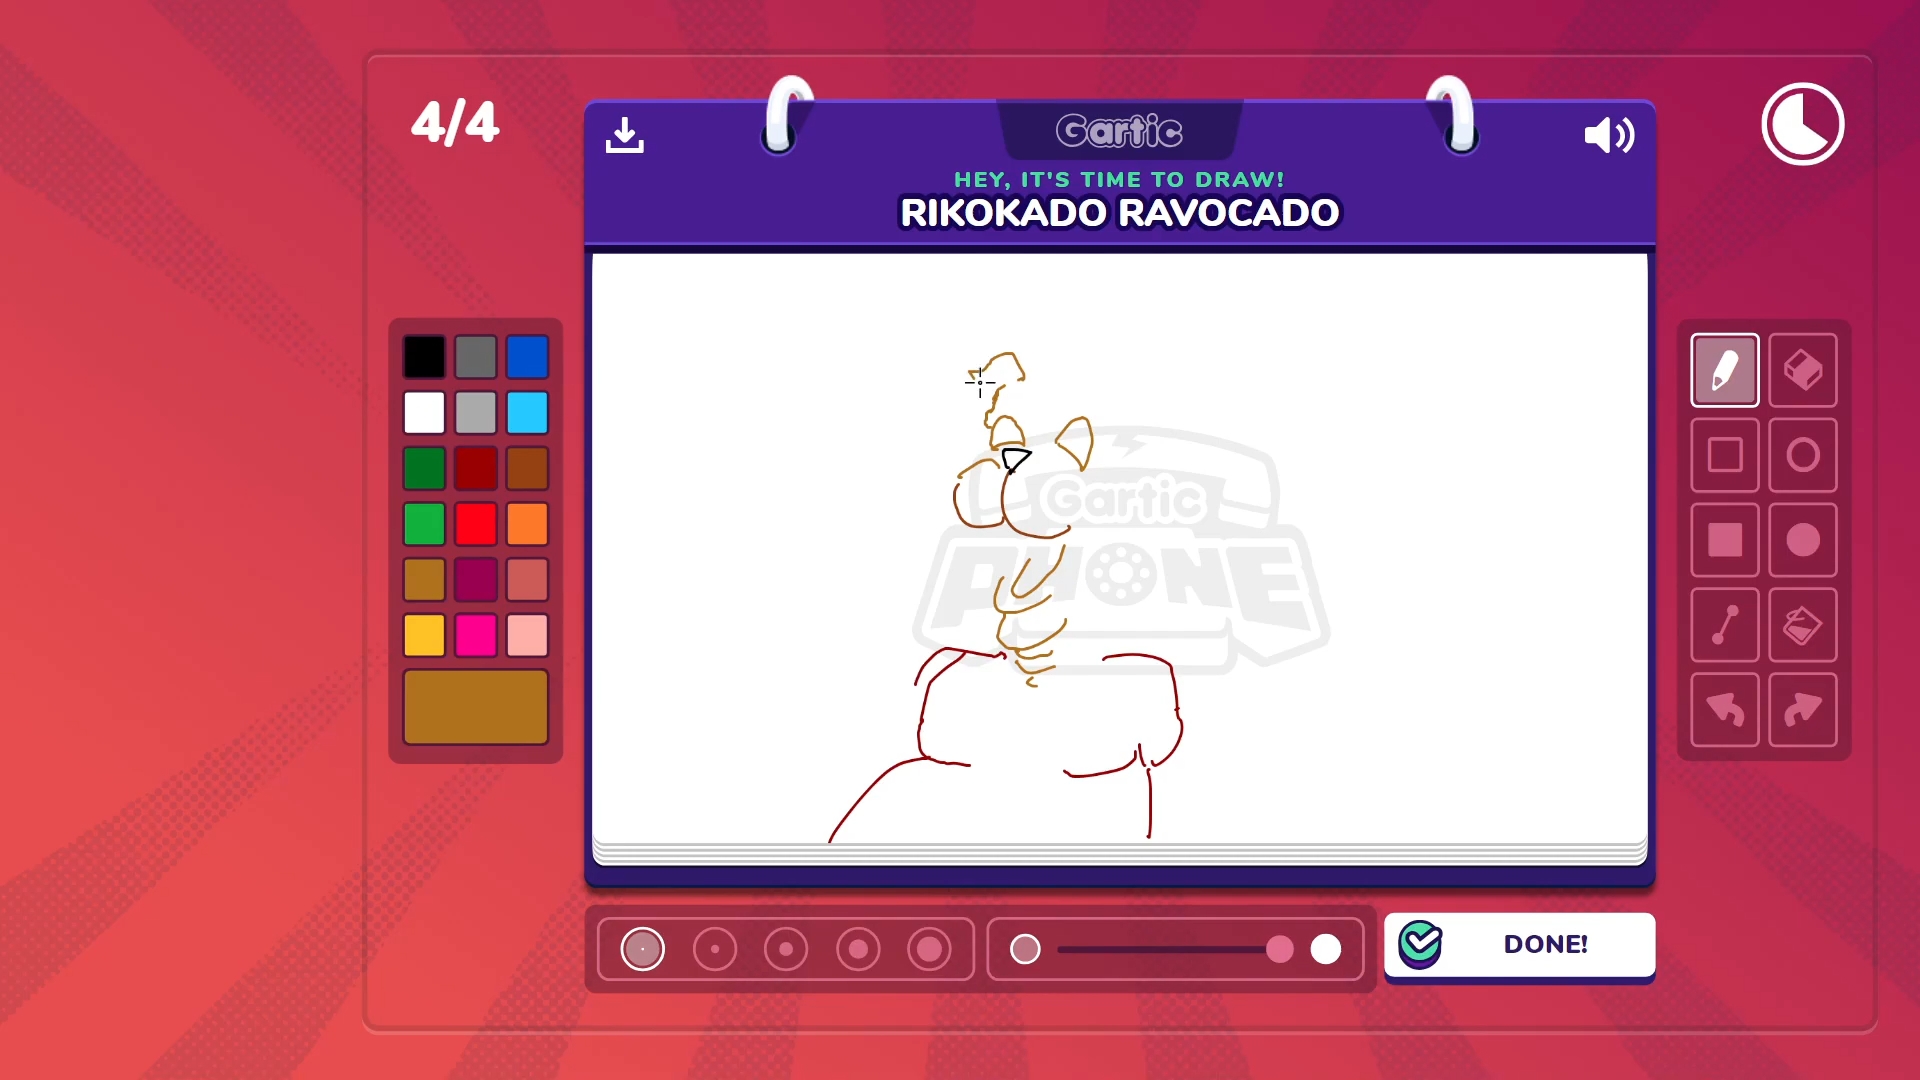 4/4
Gartic
HEY, IT'S TIME TO DRAW!
RIKOKADO RAVOCADO
Gartic
PHONE
DONE!